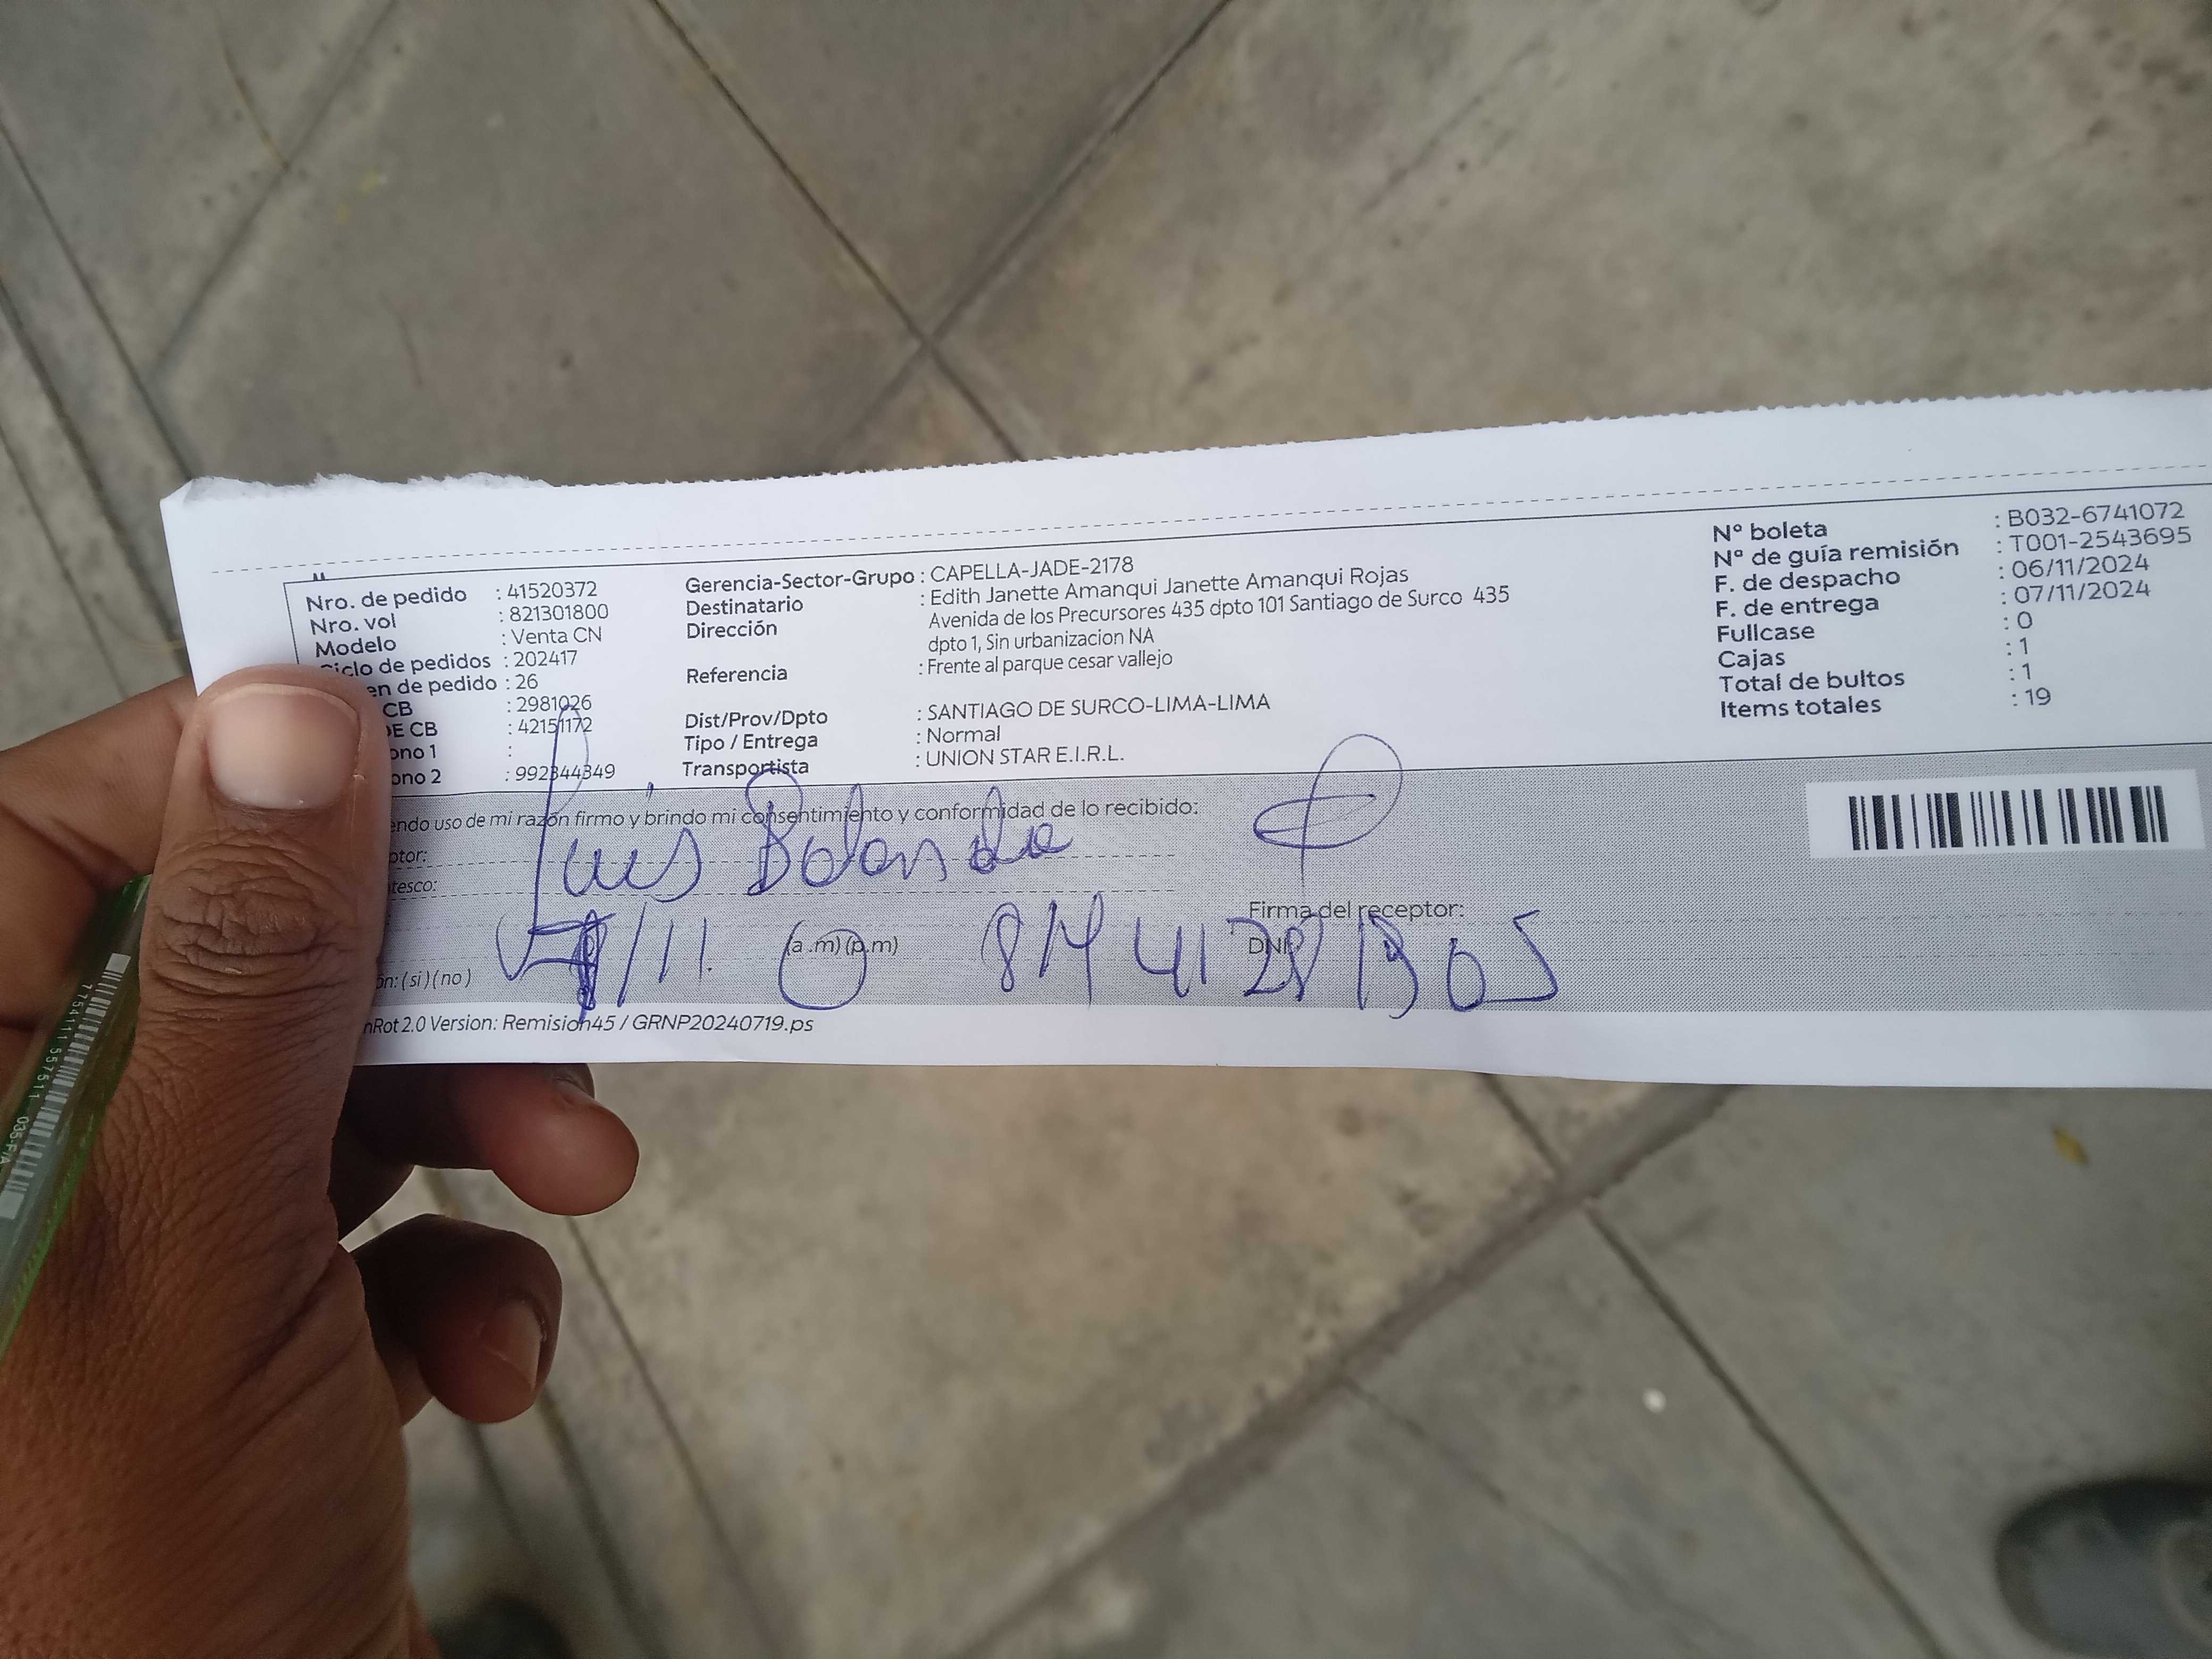 Nro. de pedido : 41520372
Nro. vol : 821301800
Modelo : Venta CN
Ciclo de pedidos : 202417
en de pedido : 26
CB : 2981026
DE CB : 42151172
ono 1 :
ono 2 : 992344349
Gerencia-Sector-Grupo : CAPELLA-JADE-2178
Destinatario : Edith Janette Amanqui Janette Amanqui Rojas
Dirección Avenida de los Precursores 435 dpto 101 Santiago de Surco 435
dpto 1, Sin urbanizacion NA
Referencia : Frente al parque cesar vallejo
Dist/Prov/Dpto : SANTIAGO DE SURCO-LIMA-LIMA
Tipo / Entrega : Normal
Transportista : UNION STAR E.I.R.L.
Nº boleta : B032-6741072
Nº de guía remisión : T001-2543695
F. de despacho : 06/11/2024
F. de entrega : 07/11/2024
Fullcase : 0
Cajas : 1
Total de bultos : 1
Items totales : 19
endo uso de mi razón firmo y brindo mi consentimiento y conformidad de lo recibido:
ptor: Luis
tesco:
/11 (a.m)(p.m)
Firma del receptor:
DNI
ón: (si) (no)
nRot 2.0 Version: Remision45 / GRNP20240719.ps
7754111 557511 035-F/A